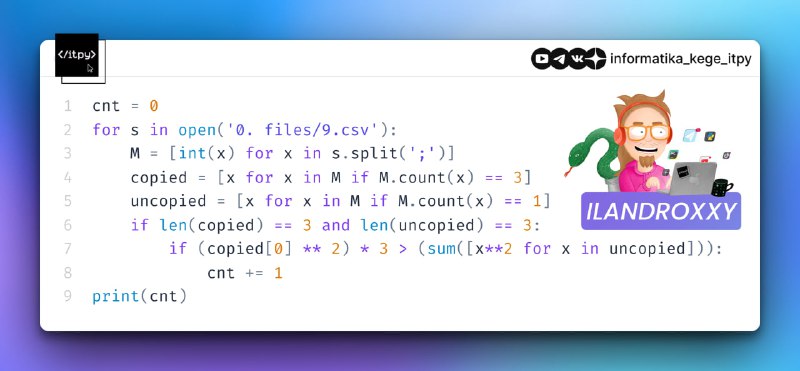 </itpy>
informatika_kege_itpy
1 cnt = 0
2 for s in open('0. files/9.csv'):
3 M = [int(x) for x in s.split(';')]
4 copied = [x for x in M if M.count(x) == 3]
5 uncopied = [x for x in M if M.count(x) == 1]
6 if len(copied) == 3 and len(uncopied) == 3:
7 if (copied[0] ** 2) * 3 > (sum([x**2 for x in uncopied])):
8 cnt += 1
9 print(cnt)
ILANDROXXY